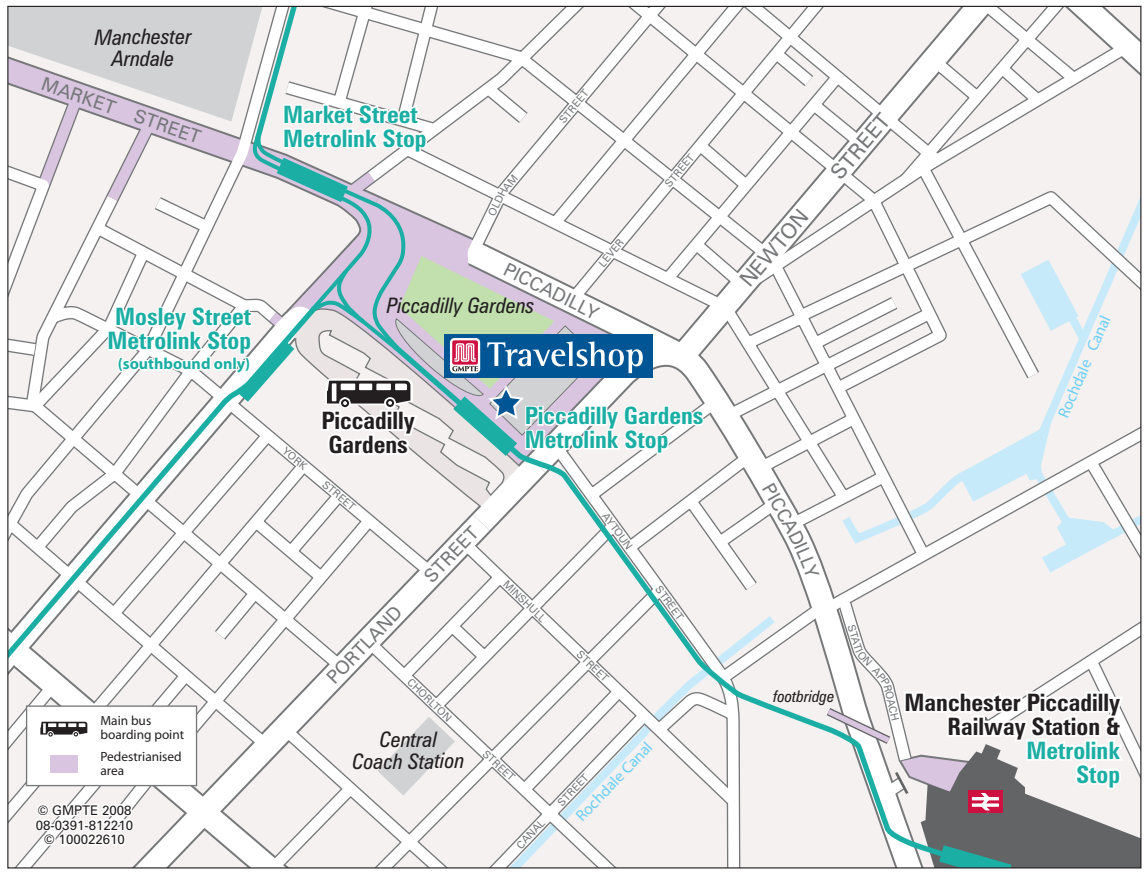 Manchester
Arndale
MARKET STREET
Market Street
Metrolink Stop
STREET
OLDHAM
STREET
LEVER
STREET
NEWTON
PICCADILLY
Piccadilly Gardens
Mosley Street
Metrolink Stop
(southbound only)
GMPTE
Travelshop
Piccadilly
Gardens
Piccadilly Gardens
Metrolink Stop
Rochdale Canal
YORK STREET
PICCADILLY
AYTOUN STREET
PORTLAND STREET
MINSHULL STREET
CHORLTON STREET
STATION APPROACH
footbridge
Manchester Piccadilly
Railway Station &
Metrolink
Stop
Central
Coach Station
Rochdale Canal
CANAL STREET
Main bus
boarding point
Pedestrianised
area
© GMPTE 2008
08-0391-812210
© 100022610